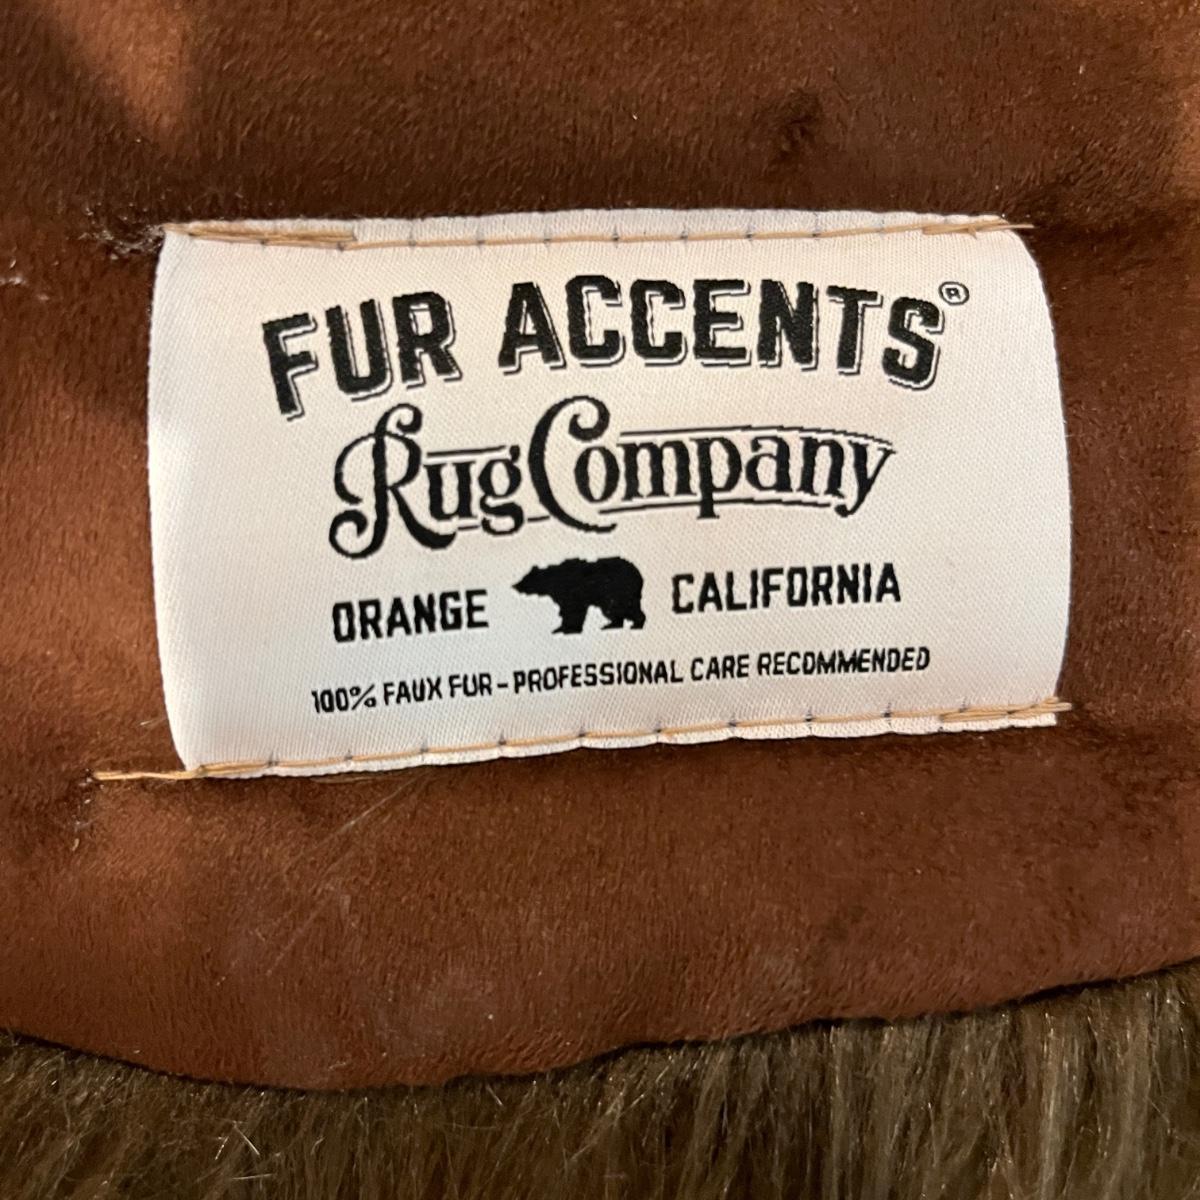 FUR ACCENTS®
Rug Company
ORANGE CALIFORNIA
100% FAUX FUR - PROFESSIONAL CARE RECOMMENDED